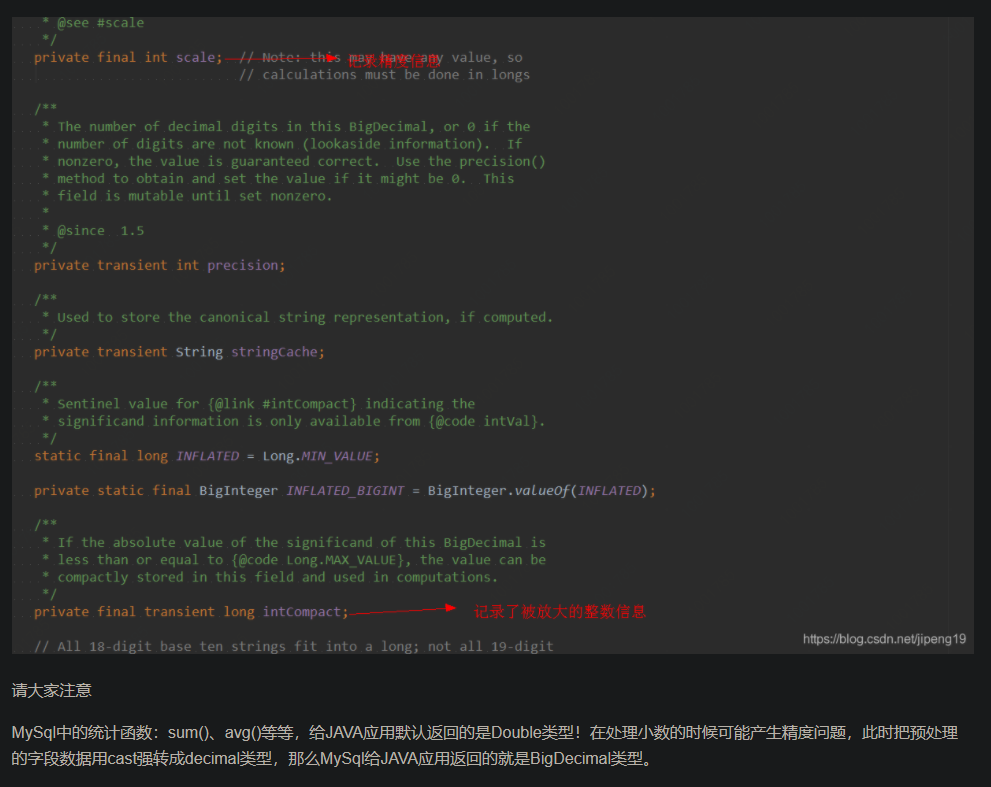 * @see #scale
*/
private final int scale;  // Note: this may have any value, so 记录精度信息
// calculations must be done in longs
/**
* The number of decimal digits in this BigDecimal, or 0 if the
* number of digits are not known (lookaside information).  If
* nonzero, the value is guaranteed correct.  Use the precision()
* method to obtain and set the value if it might be 0.  This
* field is mutable until set nonzero.
*
* @since  1.5
*/
private transient int precision;
/**
* Used to store the canonical string representation, if computed.
*/
private transient String stringCache;
/**
* Sentinel value for {@link #intCompact} indicating the
* significand information is only available from {@code intVal}.
*/
static final long INFLATED = Long.MIN_VALUE;
private static final BigInteger INFLATED_BIGINT = BigInteger.valueOf(INFLATED);
/**
* If the absolute value of the significand of this BigDecimal is
* less than or equal to {@code Long.MAX_VALUE}, the value can be
* compactly stored in this field and used in computations.
*/
private final transient long intCompact; 记录了被放大的整数信息
// All 18-digit base ten strings fit into a long; not all 19-digit
https://blog.csdn.net/jipeng19
请大家注意
MySql中的统计函数：sum()、avg()等等，给JAVA应用默认返回的是Double类型！在处理小数的时候可能产生精度问题，此时把预处理
的字段数据用cast强转成decimal类型，那么MySql给JAVA应用返回的就是BigDecimal类型。